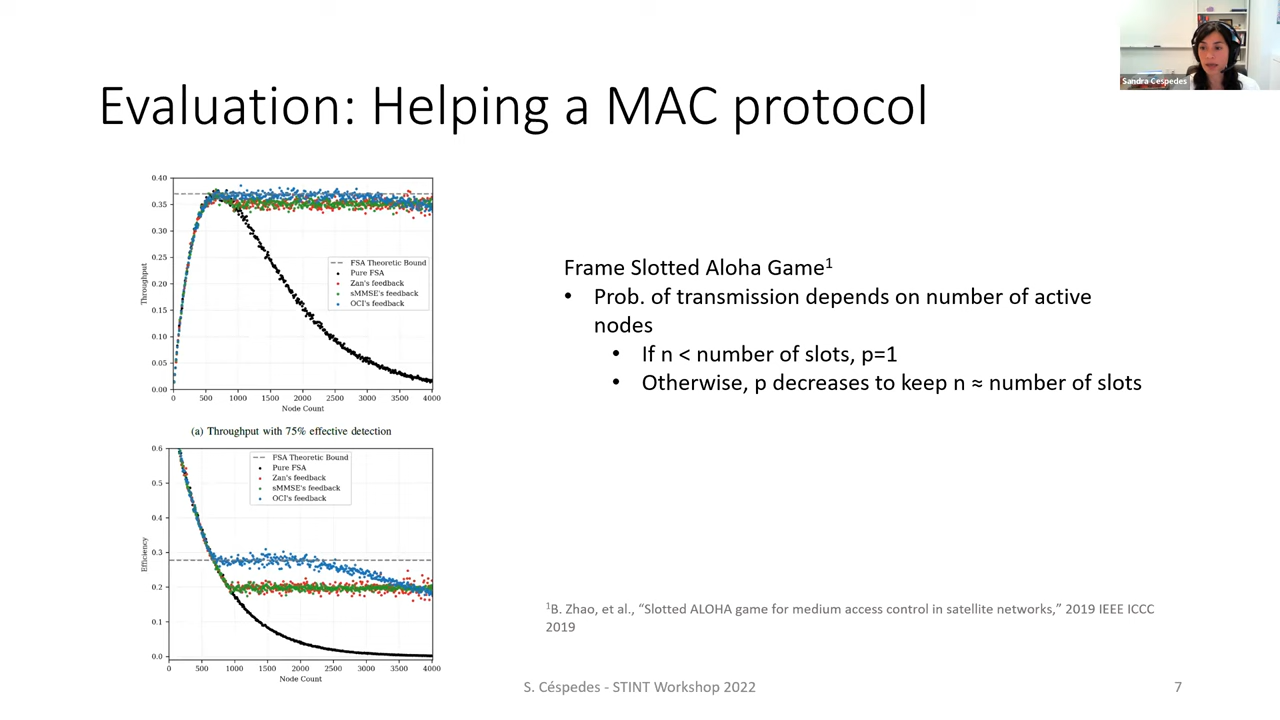 Sandra Cespedes
Evaluation: Helping a MAC protocol
0.40
0.35
0.30
0.25
0.20
0.15
0.10
0.05
0.00
Throughput
FSA Theoretic Bound
Pure FSA
Zan's feedback
sMMSE's feedback
OCI's feedback
0 500 1000 1500 2000 2500 3000 3500 4000
Node Count
(a) Throughput with 75% effective detection
0.6
0.5
0.4
0.3
0.2
0.1
0.0
Efficiency
FSA Theoretic Bound
Pure FSA
Zan's feedback
sMMSE's feedback
OCI's feedback
0 500 1000 1500 2000 2500 3000 3500 4000
Node Count
Frame Slotted Aloha Game¹
• Prob. of transmission depends on number of active
nodes
• If n < number of slots, p=1
• Otherwise, p decreases to keep n ≈ number of slots
¹B. Zhao, et al., “Slotted ALOHA game for medium access control in satellite networks,” 2019 IEEE ICCC
2019
S. Céspedes - STINT Workshop 2022
7